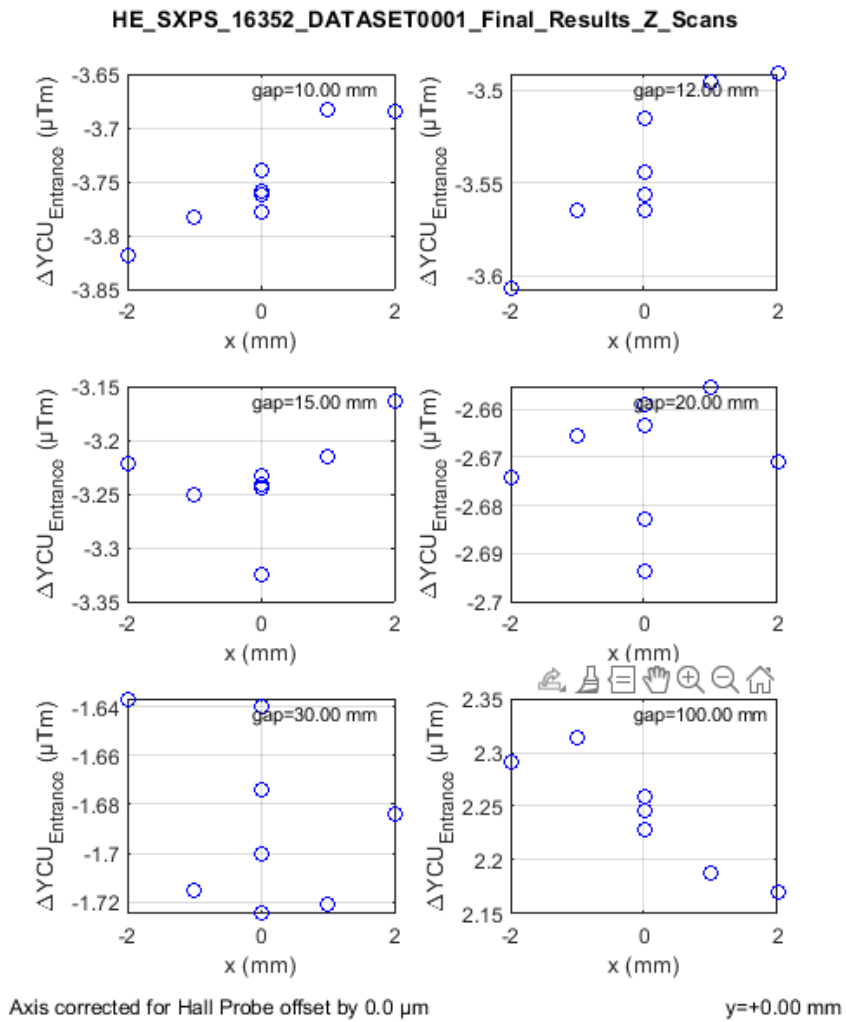 HE_SXPS_16352_DATASET0001_Final_Results_Z_Scans
-3.65
-3.7
-3.75
-3.8
-3.85
ΔYCU_Entrance (µTm)
gap=10.00 mm
-2
0
2
x (mm)
-3.5
-3.55
-3.6
ΔYCU_Entrance (µTm)
gap=12.00 mm
-2
0
2
x (mm)
-3.15
-3.2
-3.25
-3.3
-3.35
ΔYCU_Entrance (µTm)
gap=15.00 mm
-2
0
2
x (mm)
-2.66
-2.67
-2.68
-2.69
-2.7
ΔYCU_Entrance (µTm)
gap=20.00 mm
-2
0
2
x (mm)
-1.64
-1.66
-1.68
-1.7
-1.72
ΔYCU_Entrance (µTm)
gap=30.00 mm
-2
0
2
x (mm)
2.35
2.3
2.25
2.2
2.15
ΔYCU_Entrance (µTm)
gap=100.00 mm
-2
0
2
x (mm)
Axis corrected for Hall Probe offset by 0.0 µm
y=+0.00 mm